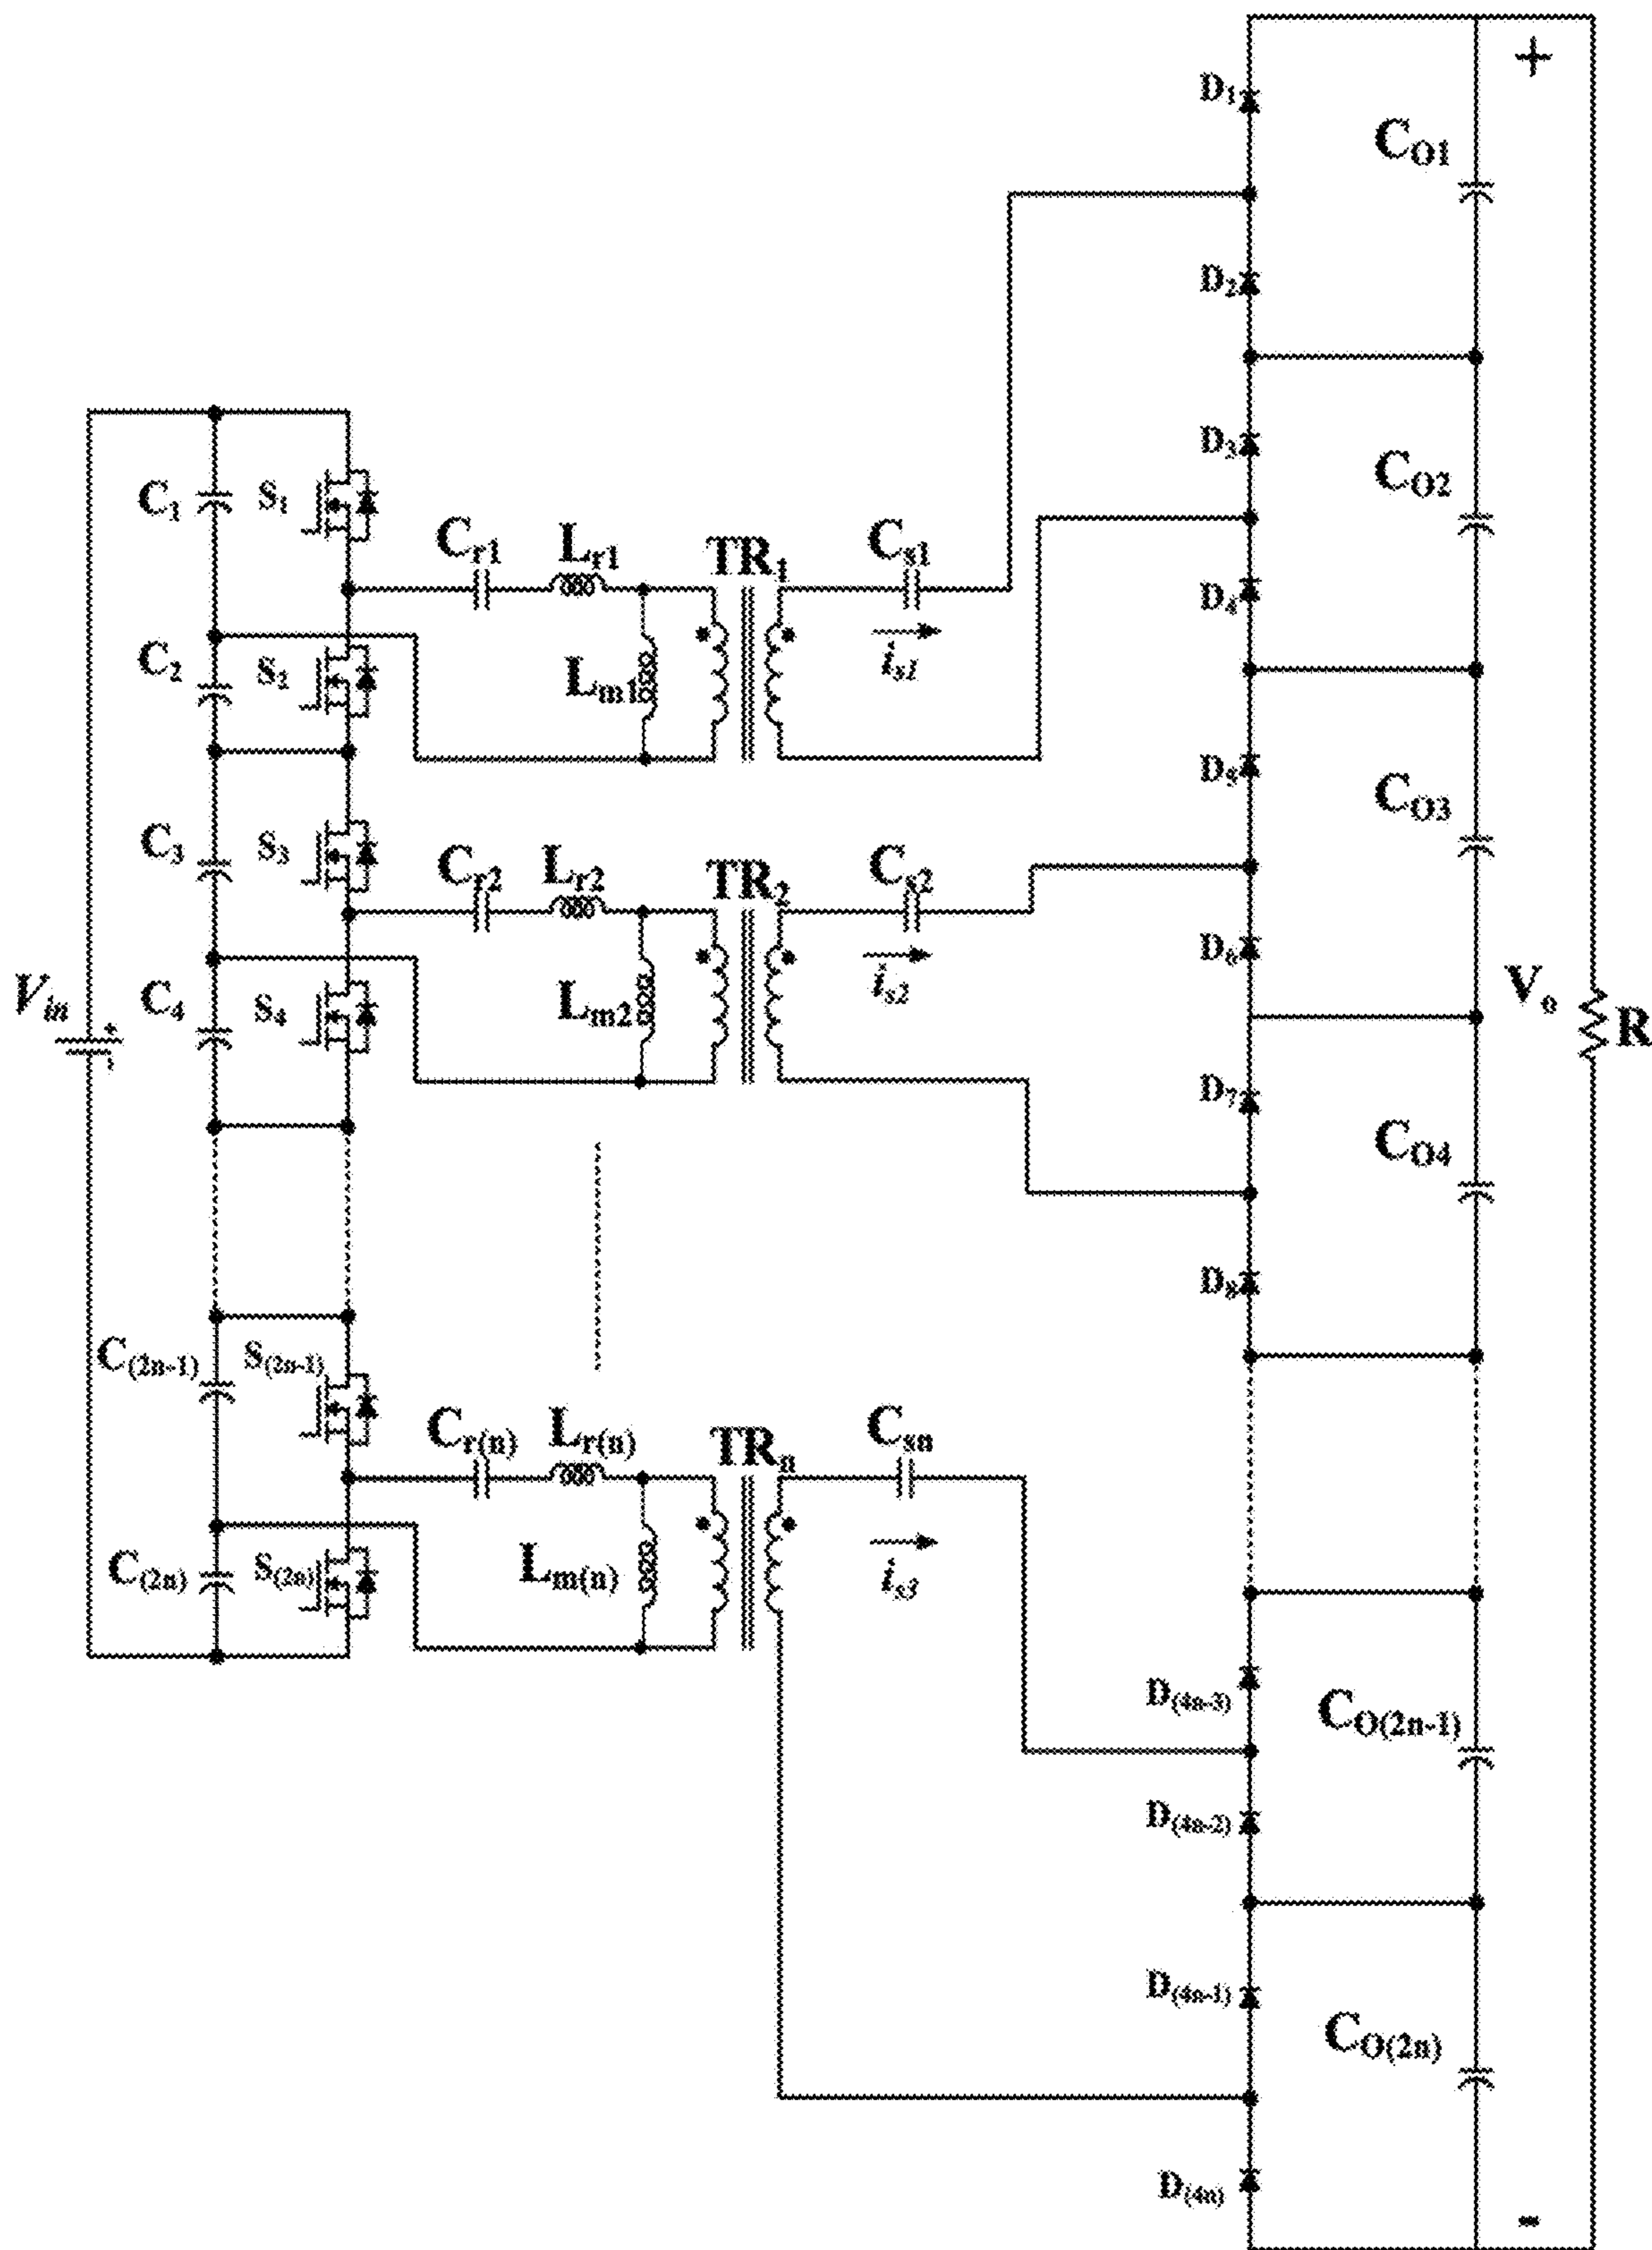 D1
+
CO1
D2
D3
CO2
C1
S1
Cr1
Lr1
TR1
Cs1
D4
C2
S2
Lm1
is1
D5
CO3
C3
S3
Cr2
Lr2
TR2
Cs2
D6
Vin
C4
S4
Lm2
is2
Vo
R
D7
CO4
D8
C(2n-1)
S(2n-1)
Cr(n)
Lr(n)
TRn
Csn
C(2n)
S(2n)
Lm(n)
is3
D(4n-3)
CO(2n-1)
D(4n-2)
D(4n-1)
CO(2n)
D(4n)
-